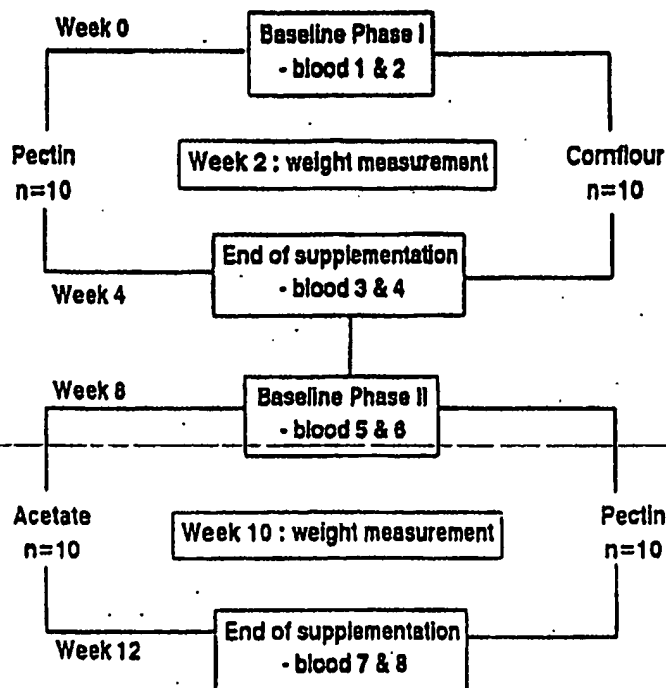 Week 0
Baseline Phase I
- blood 1 & 2
Pectin
n=10
Week 2 : weight measurement
Cornflour
n=10
End of supplementation
- blood 3 & 4
Week 4
Week 8
Baseline Phase II
- blood 5 & 6
Acetate
n=10
Week 10 : weight measurement
Pectin
n=10
End of supplementation
- blood 7 & 8
Week 12